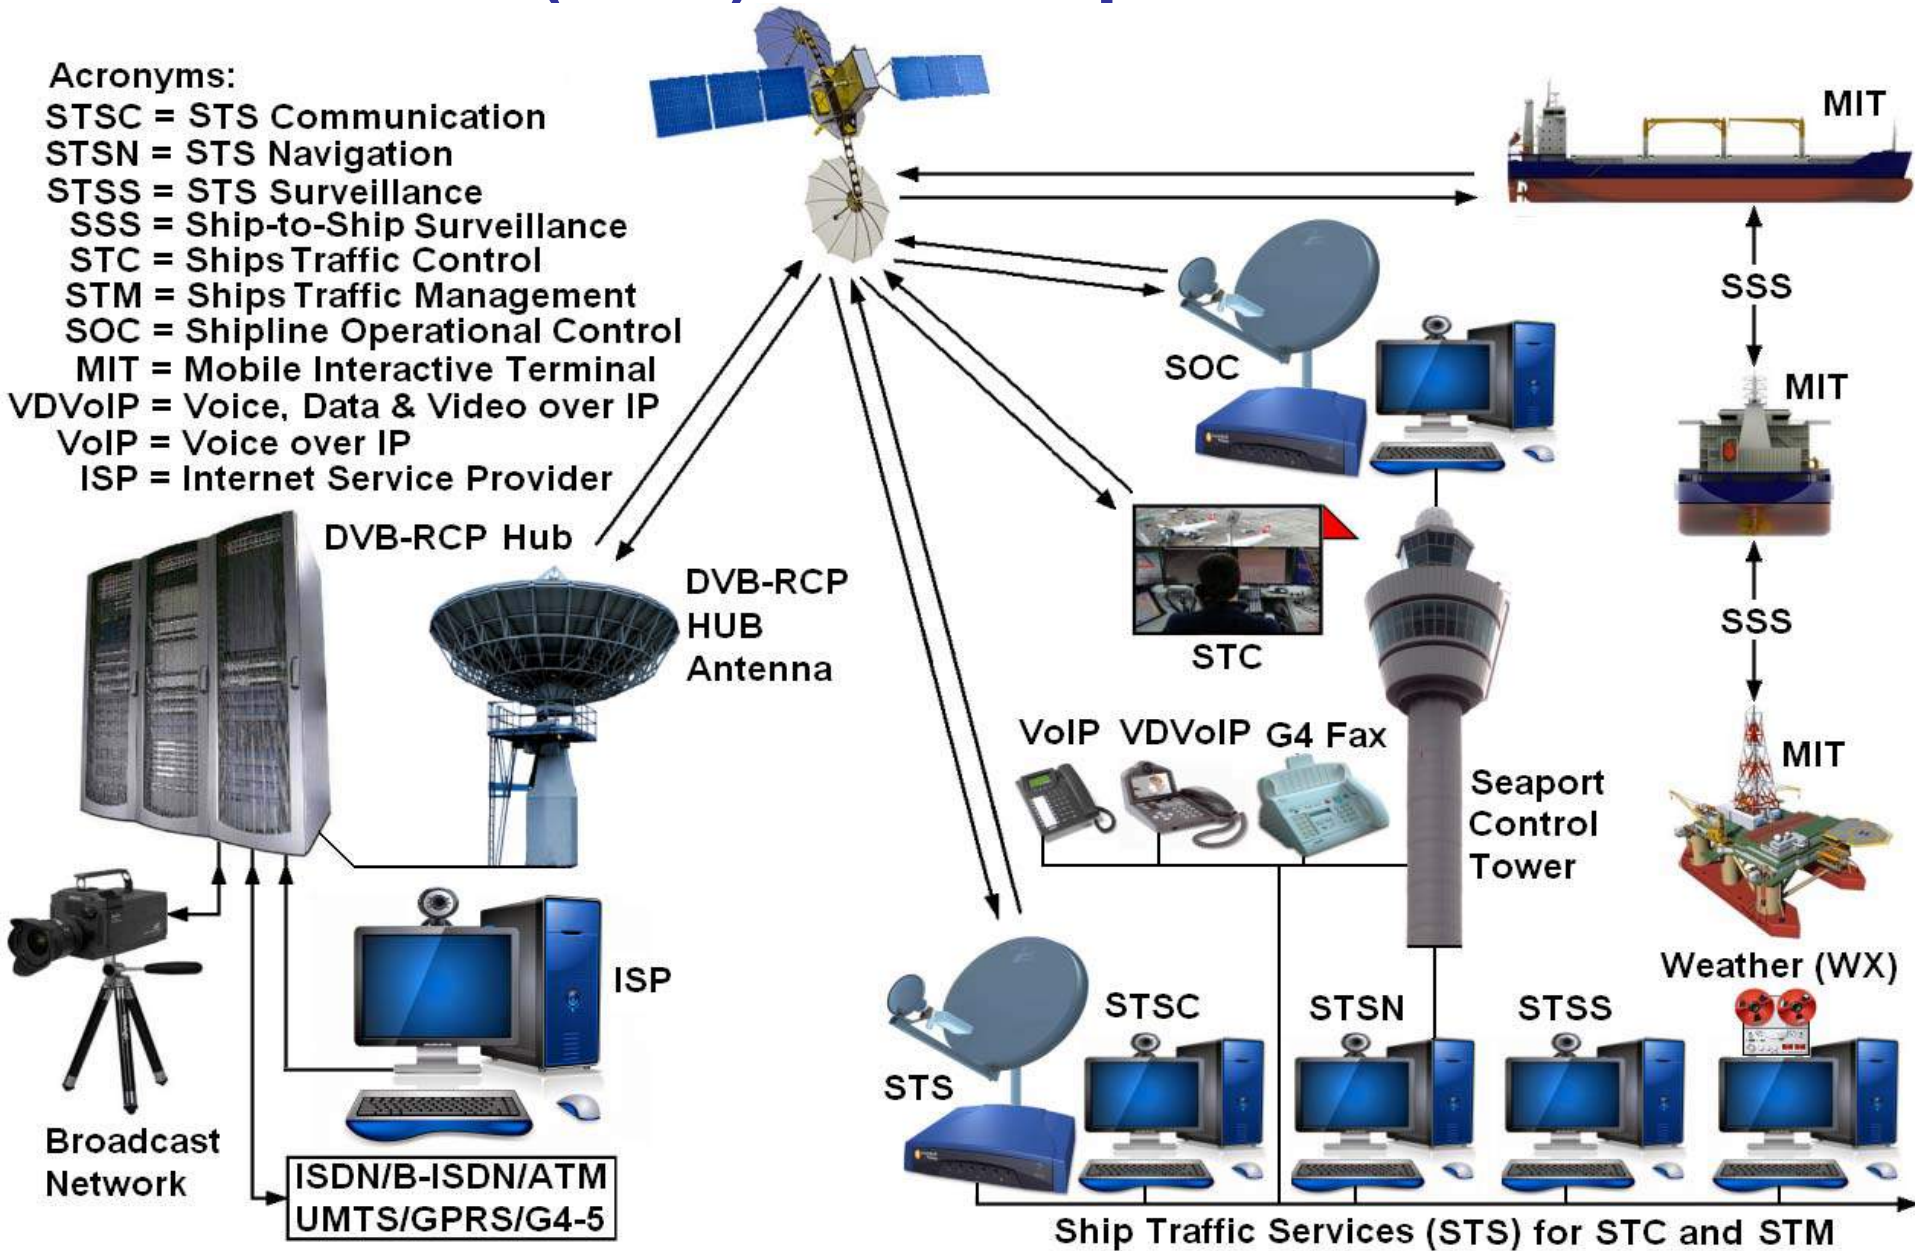 Acronyms:
STSC = STS Communication
STSN = STS Navigation
STSS = STS Surveillance
SSS = Ship-to-Ship Surveillance
STC = Ships Traffic Control
STM = Ships Traffic Management
SOC = Shipline Operational Control
MIT = Mobile Interactive Terminal
VDVoIP = Voice, Data & Video over IP
VoIP = Voice over IP
ISP = Internet Service Provider
MIT
SSS
MIT
SSS
MIT
SOC
STC
DVB-RCP Hub
DVB-RCP
HUB
Antenna
VoIP VDVoIP G4 Fax
Seaport
Control
Tower
ISP
Broadcast
Network
ISDN/B-ISDN/ATM
UMTS/GPRS/G4-5
Weather (WX)
STS
STSC
STSN
STSS
Ship Traffic Services (STS) for STC and STM